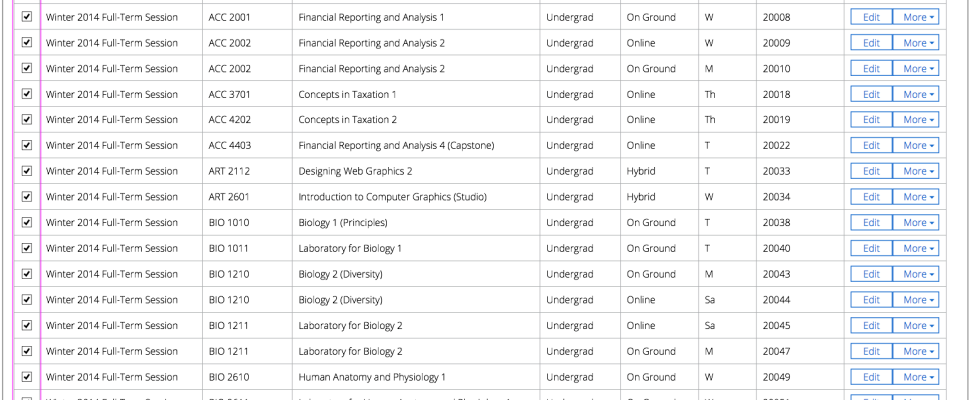 Winter 2014 Full-Term Session ACC 2001 Financial Reporting and Analysis 1 Undergrad On Ground W 20008 Edit More
Winter 2014 Full-Term Session ACC 2002 Financial Reporting and Analysis 2 Undergrad Online W 20009 Edit More
Winter 2014 Full-Term Session ACC 2002 Financial Reporting and Analysis 2 Undergrad On Ground M 20010 Edit More
Winter 2014 Full-Term Session ACC 3701 Concepts in Taxation 1 Undergrad Online Th 20018 Edit More
Winter 2014 Full-Term Session ACC 4202 Concepts in Taxation 2 Undergrad Online Th 20019 Edit More
Winter 2014 Full-Term Session ACC 4403 Financial Reporting and Analysis 4 (Capstone) Undergrad Online T 20022 Edit More
Winter 2014 Full-Term Session ART 2112 Designing Web Graphics 2 Undergrad Hybrid T 20033 Edit More
Winter 2014 Full-Term Session ART 2601 Introduction to Computer Graphics (Studio) Undergrad Hybrid W 20034 Edit More
Winter 2014 Full-Term Session BIO 1010 Biology 1 (Principles) Undergrad On Ground T 20038 Edit More
Winter 2014 Full-Term Session BIO 1011 Laboratory for Biology 1 Undergrad On Ground T 20040 Edit More
Winter 2014 Full-Term Session BIO 1210 Biology 2 (Diversity) Undergrad On Ground M 20043 Edit More
Winter 2014 Full-Term Session BIO 1210 Biology 2 (Diversity) Undergrad Online Sa 20044 Edit More
Winter 2014 Full-Term Session BIO 1211 Laboratory for Biology 2 Undergrad Online Sa 20045 Edit More
Winter 2014 Full-Term Session BIO 1211 Laboratory for Biology 2 Undergrad On Ground M 20047 Edit More
Winter 2014 Full-Term Session BIO 2610 Human Anatomy and Physiology 1 Undergrad On Ground W 20049 Edit More